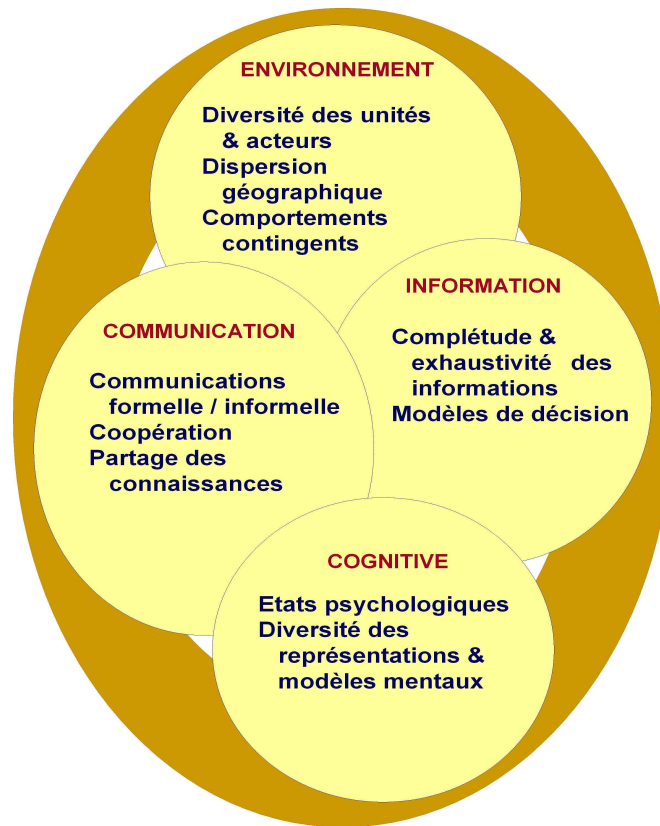 ENVIRONNEMENT
Diversité des unités
& acteurs
Dispersion
géographique
Comportements
contingents
INFORMATION
Complétude &
exhaustivité des
informations
Modèles de décision
COMMUNICATION
Communications
formelle / informelle
Coopération
Partage des
connaissances
COGNITIVE
Etats psychologiques
Diversité des
représentations &
modèles mentaux